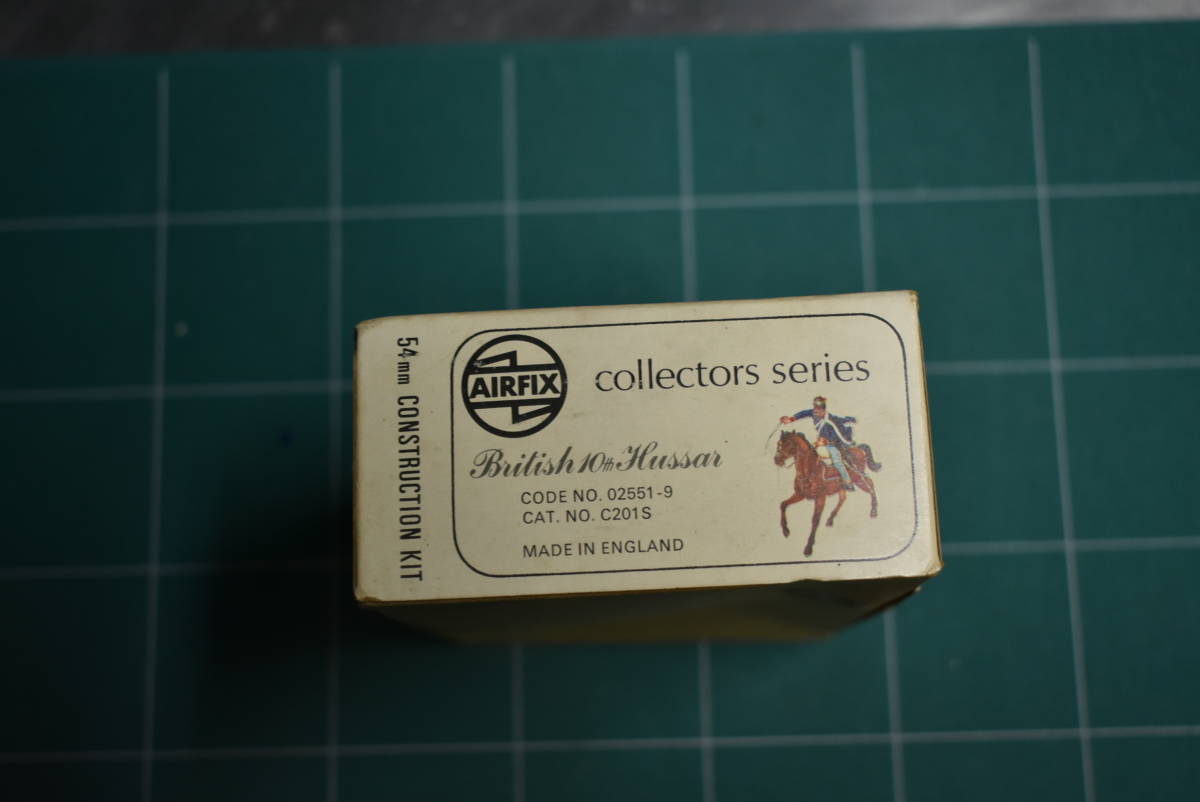 54mm CONSTRUCTION KIT
AIRFIX
collectors series
British 10th Hussar
CODE NO. 02551-9
CAT. NO. C201S
MADE IN ENGLAND